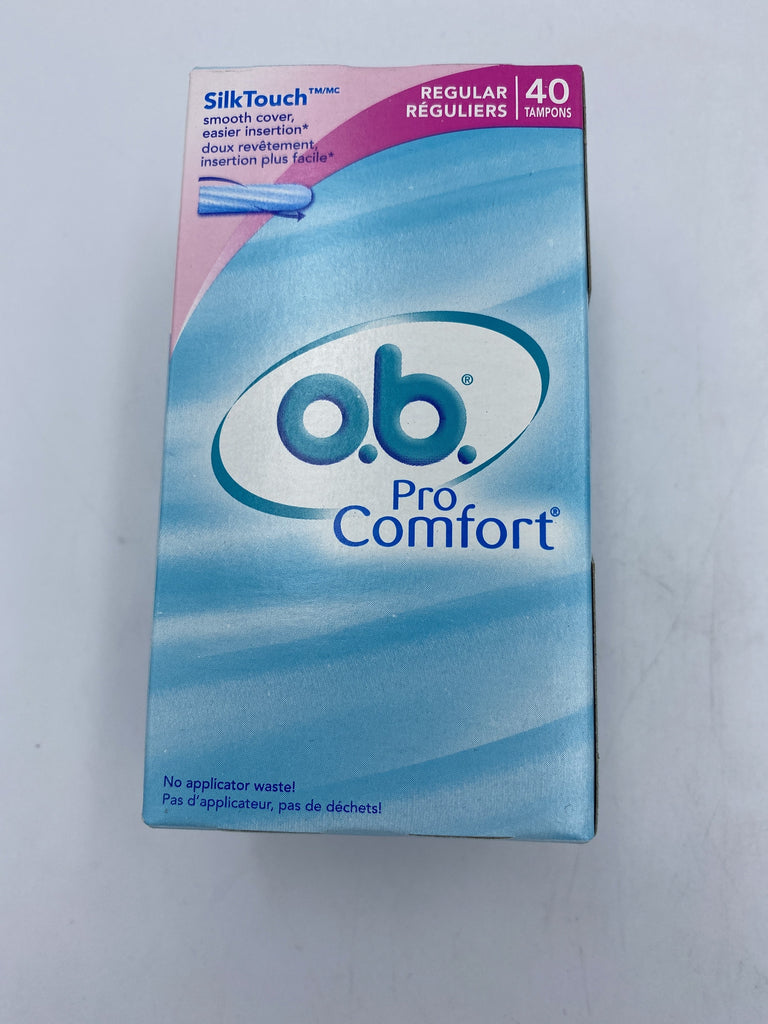 SilkTouch™/MC
smooth cover,
easier insertion*
doux revêtement,
insertion plus facile*
REGULAR
RÉGULIERS
40
TAMPONS
o.b.®
Pro
Comfort®
No applicator waste!
Pas d'applicateur, pas de déchets!